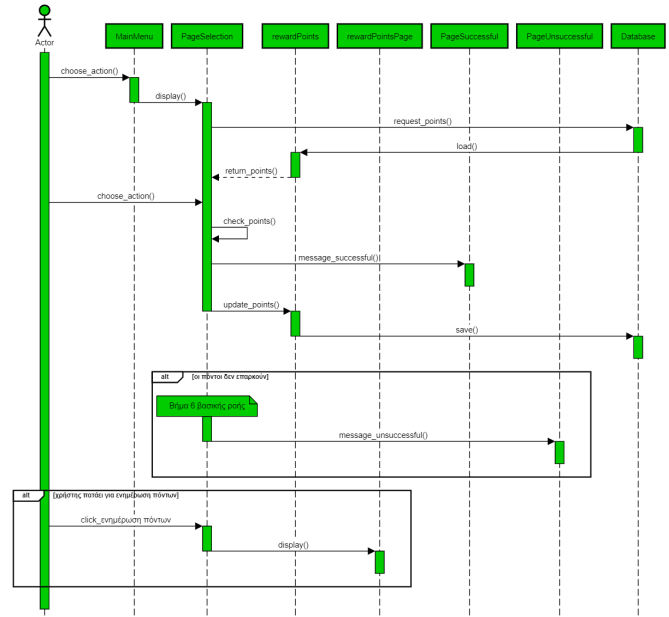 Actor
MainMenu
PageSelection
rewardPoints
rewardPointsPage
PageSuccessful
PageUnsuccessful
Database
choose_action()
display()
request_points()
load()
return_points()
choose_action()
check_points()
message_successful()
update_points()
save()
alt [οι πόντοι δεν επαρκούν]
Βήμα 6 βασικής ροής
message_unsuccessful()
alt [χρήστης πατάει για ενημέρωση πόντων]
click_ενημέρωση πόντων
display()